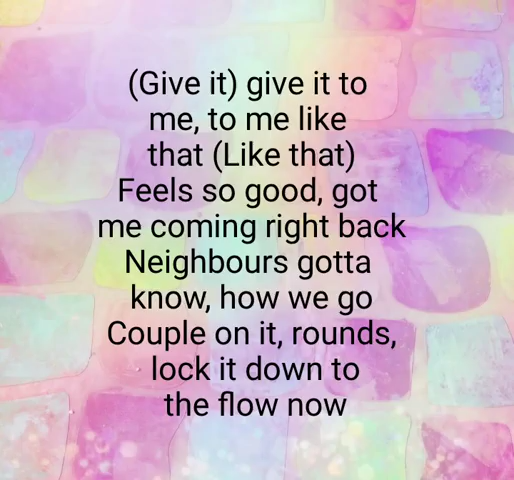 (Give it) give it to
me, to me like
that (Like that)
Feels so good, got
me coming right back
Neighbours gotta
know, how we go
Couple on it, rounds,
lock it down to
the flow now